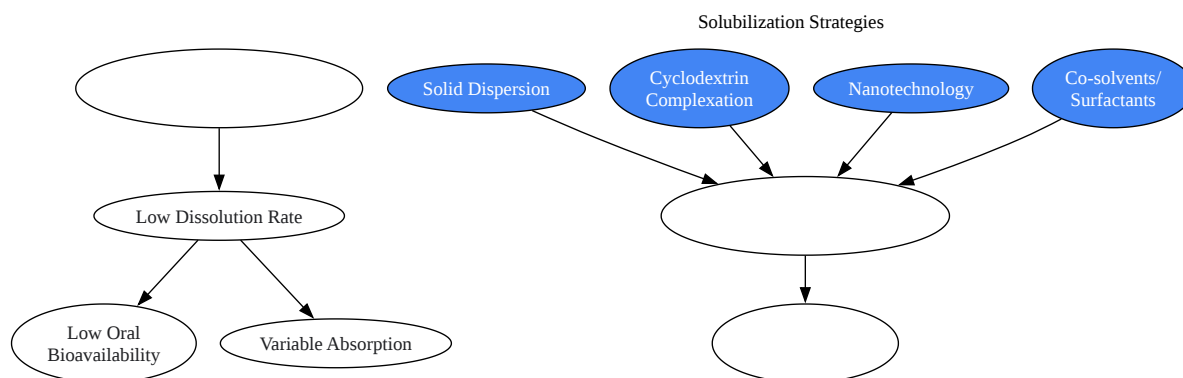 Solubilization Strategies
Solid Dispersion
Cyclodextrin
Complexation
Nanotechnology
Co-solvents/
Surfactants
Low Dissolution Rate
Low Oral
Bioavailability
Variable Absorption